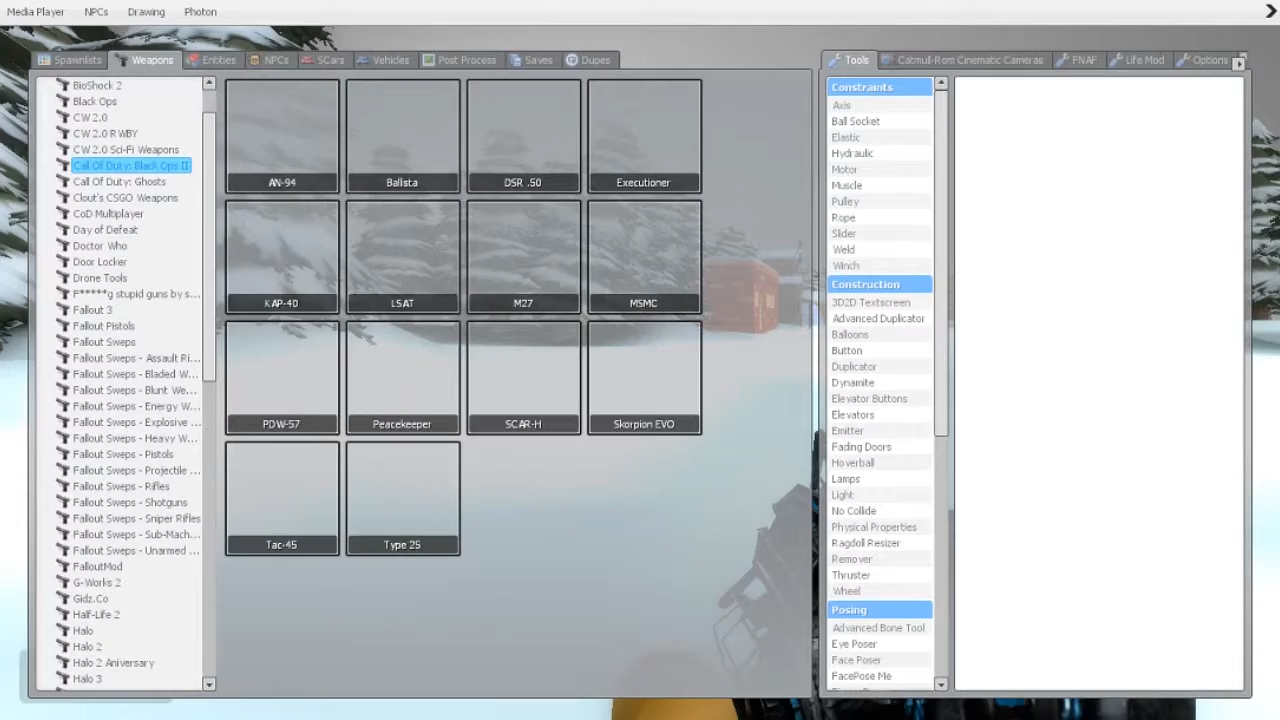 Media Player NPCs Drawing Photon
Spawnlists Weapons Entities NPCs SCars Vehicles Post Process Saves Dupes
BioShock 2
Black Ops
CW 2.0
CW 2.0 RWBY
CW 2.0 Sci-Fi Weapons
Call Of Duty: Black Ops II
Call Of Duty: Ghosts
Clout's CSGO Weapons
CoD Multiplayer
Day of Defeat
Doctor Who
Door Locker
Drone Tools
F*****g stupid guns by s...
Fallout 3
Fallout Pistols
Fallout Sweps
Fallout Sweps - Assault Ri...
Fallout Sweps - Bladed W...
Fallout Sweps - Blunt We...
Fallout Sweps - Energy W...
Fallout Sweps - Explosive ...
Fallout Sweps - Heavy W...
Fallout Sweps - Pistols
Fallout Sweps - Projectile ...
Fallout Sweps - Rifles
Fallout Sweps - Shotguns
Fallout Sweps - Sniper Rifles
Fallout Sweps - Sub-Mach...
Fallout Sweps - Unarmed ...
FalloutMod
G-Works 2
Gidz.Co
Half-Life 2
Halo
Halo 2
Halo 2 Aniversary
Halo 3
AN-94 Ballista DSR .50 Executioner
KAP-40 LSAT M27 MSMC
PDW-57 Peacekeeper SCAR-H Skorpion EVO
Tac-45 Type 25
Tools Catmull-Rom Cinematic Cameras FNAF Life Mod Options
Constraints
Axis
Ball Socket
Elastic
Hydraulic
Motor
Muscle
Pulley
Rope
Slider
Weld
Winch
Construction
3D2D Textscreen
Advanced Duplicator
Balloons
Button
Duplicator
Dynamite
Elevator Buttons
Elevators
Emitter
Fading Doors
Hoverball
Lamps
Light
No Collide
Physical Properties
Ragdoll Resizer
Remover
Thruster
Wheel
Posing
Advanced Bone Tool
Eye Poser
Face Poser
FacePose Me